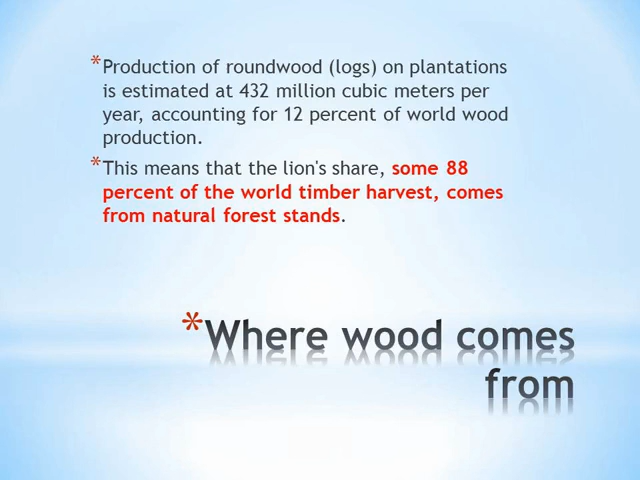 *Production of roundwood (logs) on plantations
is estimated at 432 million cubic meters per
year, accounting for 12 percent of world wood
production.
*This means that the lion's share, some 88
percent of the world timber harvest, comes
from natural forest stands.
*Where wood comes
from